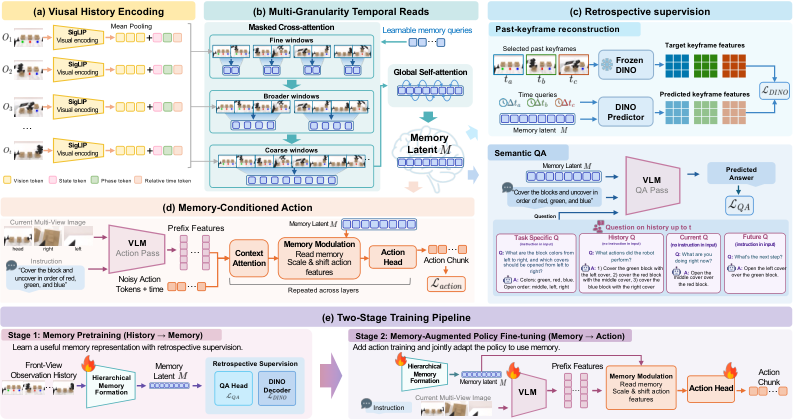 (a) Viusal History Encoding
Mean Pooling
O₁
SigLIP
Visual encoding
O₂
SigLIP
Visual encoding
O₃
SigLIP
Visual encoding
...
Oₜ
SigLIP
Visual encoding
Vision token
State token
Phase token
Relative time token
(b) Multi-Granularity Temporal Reads
Masked Cross-attention
Fine windows
Broader windows
Coarse windows
Learnable memory queries
Global Self-attention
Memory
Latent M
(c) Retrospective supervision
Past-keyframe reconstruction
Selected past keyframes
tₐ
t_b
t_c
Frozen
DINO
Target keyframe features
Time queries
Δtₐ
Δt_b
Δt_c
Memory latent M
DINO
Predictor
Predicted keyframe features
L_DINO
Semantic QA
Memory Latent M
"Cover the blocks and uncover in
order of red, green, and blue"
Question
VLM
QA Pass
Predicted
Answer
L_QA
Question on history up to t
Task Specific Q
(instruction in input)
Q: What are the blocks colors
from left to right, and which covers
should be opened from left to
right?
A: Colors: green, red, blue.
Open order: middle, left, right
History Q
(no instruction in input)
Q: What actions did the robot
perform?
A: 1) Cover the green block with
the left cover, 2) cover the red block
with the middle cover, 3) cover the
blue block with the right cover
Current Q
(no instruction in input)
Q: What are you
doing right now?
A: Open the
middle cover over
the red block.
Future Q
(instruction in input)
Q: What's the next step?
A: Open the left cover
over the green block.
(d) Memory-Conditioned Action
Current Multi-View Image
head
right
left
Instruction
"Cover the block and
uncover in order of red,
green, and blue"
VLM
Action Pass
Prefix Features
Noisy Action
Tokens + time
Context
Attention
Memory Latent M
Memory Modulation
Read memory
Scale & shift action
features
Action
Head
Repeated across layers
Action Chunk
L_action
(e) Two-Stage Training Pipeline
Stage 1: Memory Pretraining (History → Memory)
Learn a useful memory representation with retrospective supervision.
Front-View
Observation History
Hierarchical
Memory
Formation
Memory
Latent M
Retrospective Supervision
QA Head
L_QA
DINO
Decoder
L_DINO
Stage 2: Memory-Augmented Policy Fine-tuning (Memory → Action)
Add action training and jointly adapt the policy to use memory.
Hierarchical
Memory
Formation
Memory latent M
Instruction
Current Multi-View Image
VLM
Prefix Features
Memory Modulation
Read memory
Scale & shift action
features
Action Head
Action
Chunk